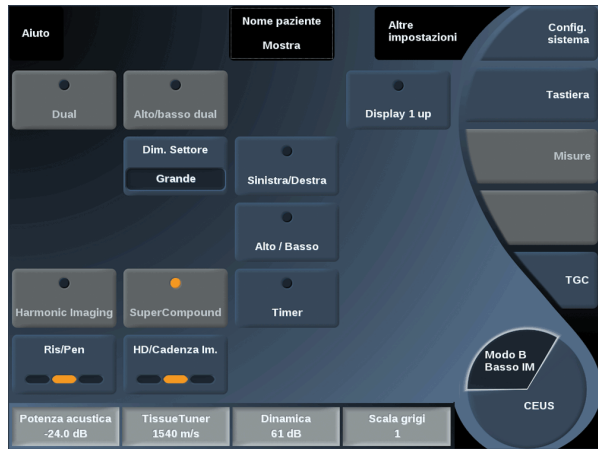 Aiuto
Nome paziente
Mostra
Altre
impostazioni
Config.
sistema
Dual
Alto/basso dual
Display 1 up
Tastiera
Dim. Settore
Grande
Sinistra/Destra
Misure
Alto / Basso
Harmonic Imaging
SuperCompound
Timer
TGC
Ris/Pen
HD/Cadenza Im.
Modo B
Basso IM
CEUS
Potenza acustica
-24.0 dB
TissueTuner
1540 m/s
Dinamica
61 dB
Scala grigi
1